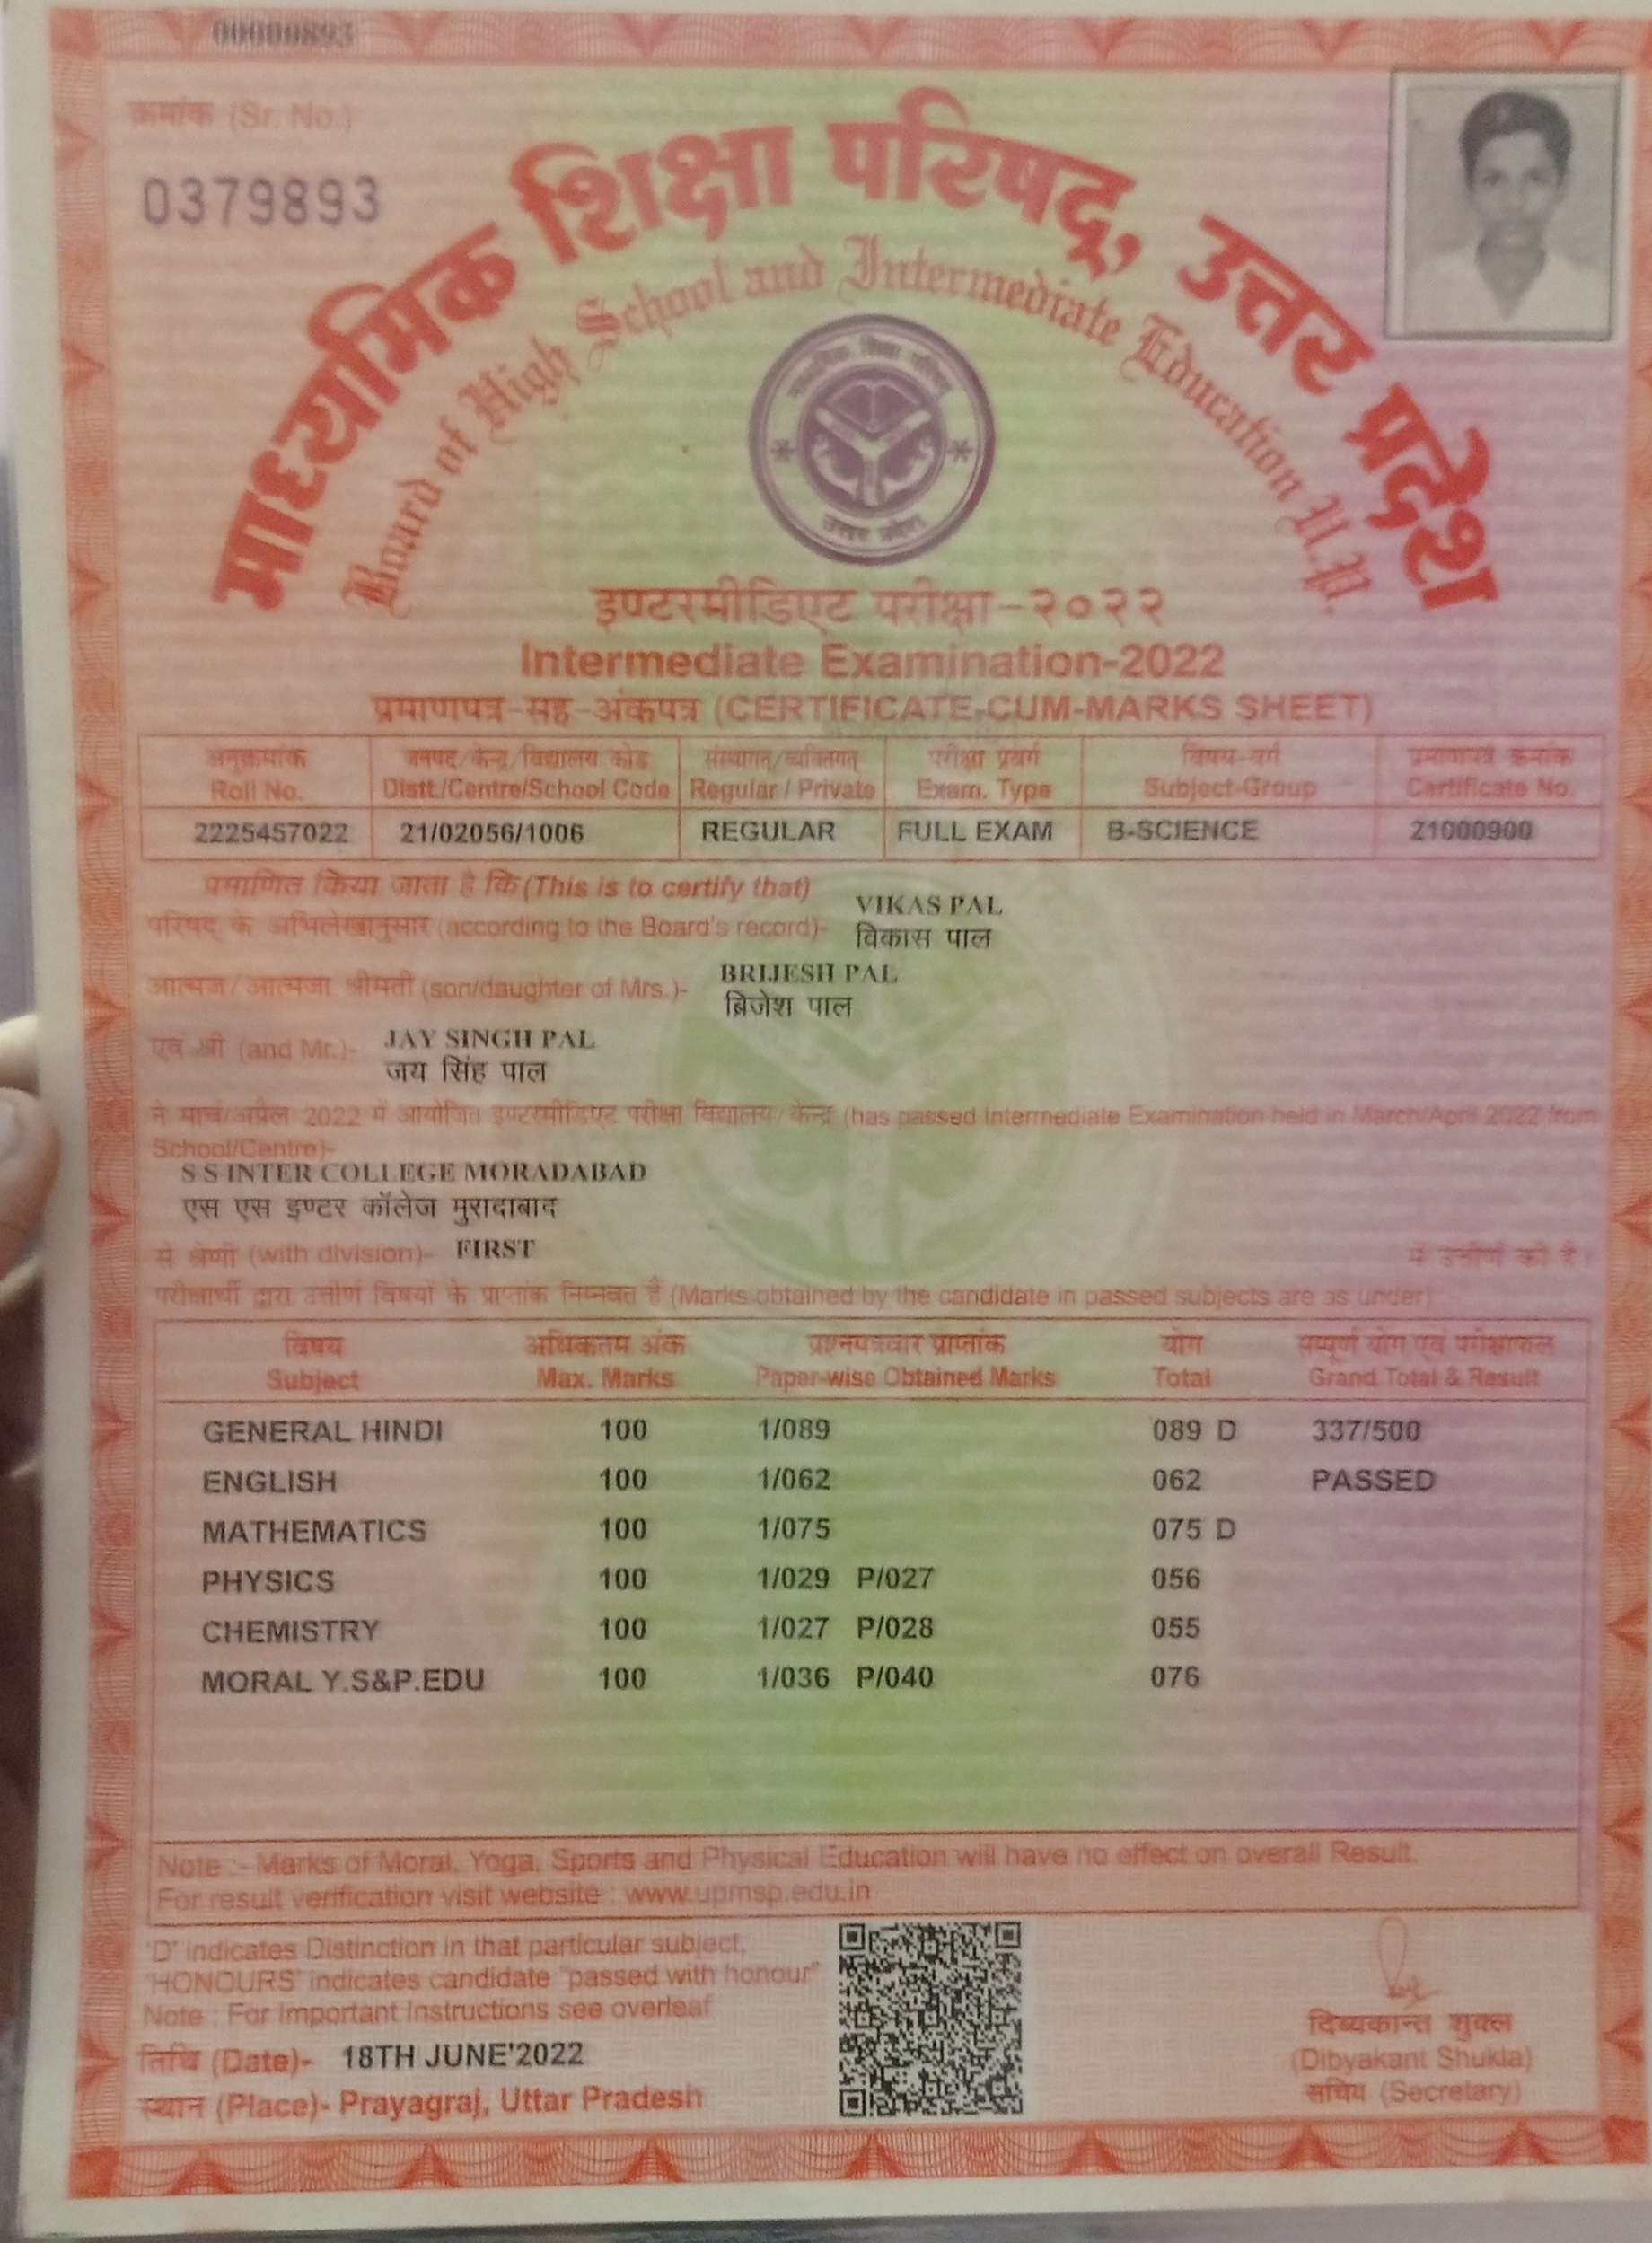 00000893
क्रमांक (Sr. No.)
0379893
माध्यमिक शिक्षा परिषद्, उत्तर प्रदेश
Board of High School and Intermediate Education U.P.
माध्यमिक शिक्षा परिषद्
उत्तर प्रदेश
इण्टरमीडिएट परीक्षा-२०२२
Intermediate Examination-2022
प्रमाणपत्र-सह-अंकपत्र (CERTIFICATE-CUM-MARKS SHEET)
अनुक्रमांक जनपद/केन्द्र/विद्यालय कोड संस्थागत/व्यक्तिगत परीक्षा प्रवर्ग विषय-वर्ग प्रमाणपत्र क्रमांक
Roll No. Distt./Centre/School Code Regular / Private Exam. Type Subject-Group Certificate No.
2225457022 21/02056/1006 REGULAR FULL EXAM B-SCIENCE 21000900
प्रमाणित किया जाता है कि (This is to certify that)
परिषद् के अभिलेखानुसार (according to the Board's record)- VIKAS PAL
विकास पाल
आत्मज/आत्मजा श्रीमती (son/daughter of Mrs.)- BRIJESH PAL
ब्रिजेश पाल
एवं श्री (and Mr.)- JAY SINGH PAL
जय सिंह पाल
ने मार्च/अप्रैल 2022 में आयोजित इण्टरमीडिएट परीक्षा विद्यालय/केन्द्र (has passed Intermediate Examination held in March/April 2022 from
School/Centre)-
S S INTER COLLEGE MORADABAD
एस एस इण्टर कॉलेज मुरादाबाद
से श्रेणी (with division)- FIRST में उत्तीर्ण की है।
परीक्षार्थी द्वारा उत्तीर्ण विषयों के प्राप्तांक निम्नवत हैं (Marks obtained by the candidate in passed subjects are as under)
विषय अधिकतम अंक प्रश्नपत्रवार प्राप्तांक योग सम्पूर्ण योग एवं परीक्षाफल
Subject Max. Marks Paper-wise Obtained Marks Total Grand Total & Result
GENERAL HINDI 100 1/089 089 D 337/500
ENGLISH 100 1/062 062 PASSED
MATHEMATICS 100 1/075 075 D
PHYSICS 100 1/029 P/027 056
CHEMISTRY 100 1/027 P/028 055
MORAL Y.S&P.EDU 100 1/036 P/040 076
Note :- Marks of Moral, Yoga, Sports and Physical Education will have no effect on overall Result.
For result verification visit website : www.upmsp.edu.in
'D' indicates Distinction in that particular subject,
'HONOURS' indicates candidate "passed with honour"
Note : For Important Instructions see overleaf
तिथि (Date)- 18TH JUNE'2022
स्थान (Place)- Prayagraj, Uttar Pradesh
दिव्यकान्त शुक्ल
(Dibyakant Shukla)
सचिव (Secretary)